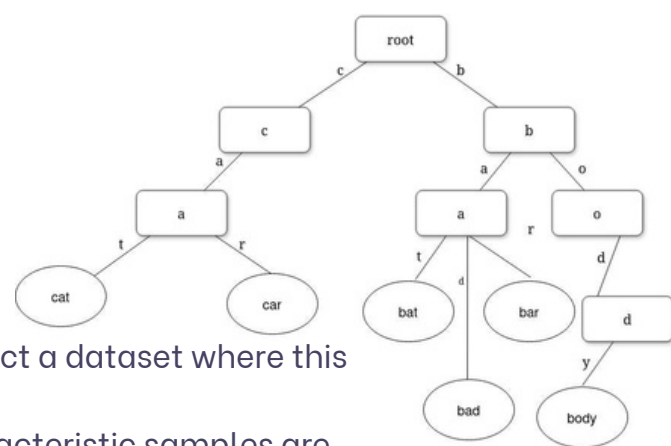 root
c b
c b
a a o
a a o
t r t d r d
cat car bat bar d
ct a dataset where this
y
bad body
acteristic samples are